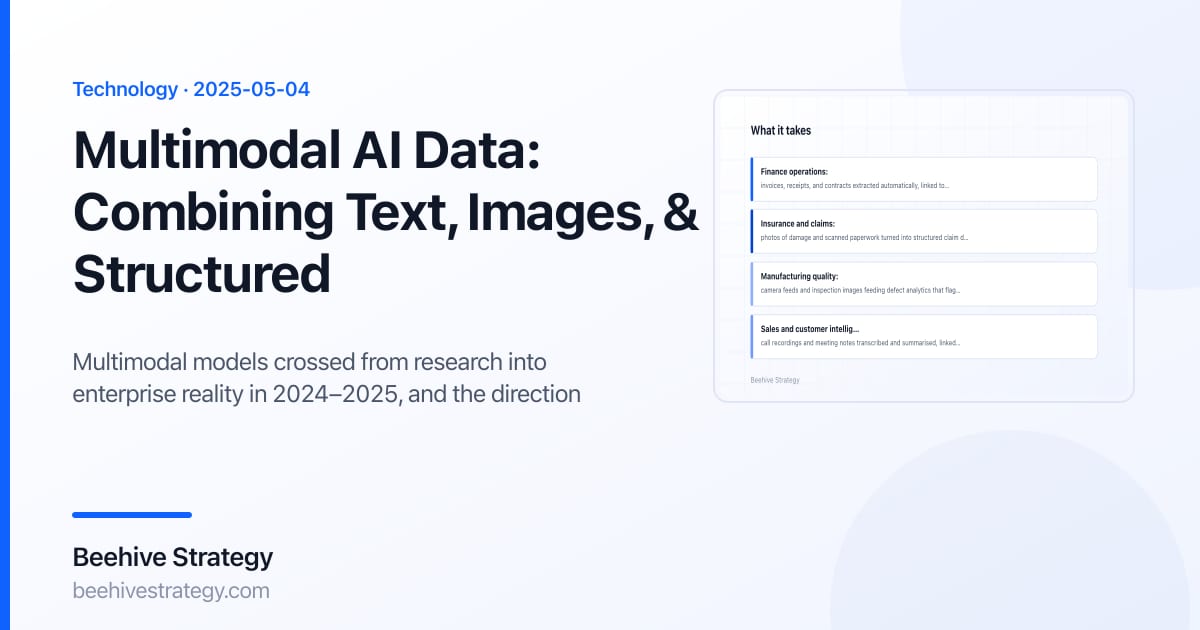 Technology · 2025-05-04
Multimodal AI Data:
Combining Text, Images, &
Structured
Multimodal models crossed from research into
enterprise reality in 2024–2025, and the direction
Beehive Strategy
beehivestrategy.com
What it takes
Finance operations:
invoices, receipts, and contracts extracted automatically, linked to...
Insurance and claims:
photos of damage and scanned paperwork turned into structured claim d...
Manufacturing quality:
camera feeds and inspection images feeding defect analytics that flag...
Sales and customer intellig...
call recordings and meeting notes transcribed and summarised, linked...
Beehive Strategy